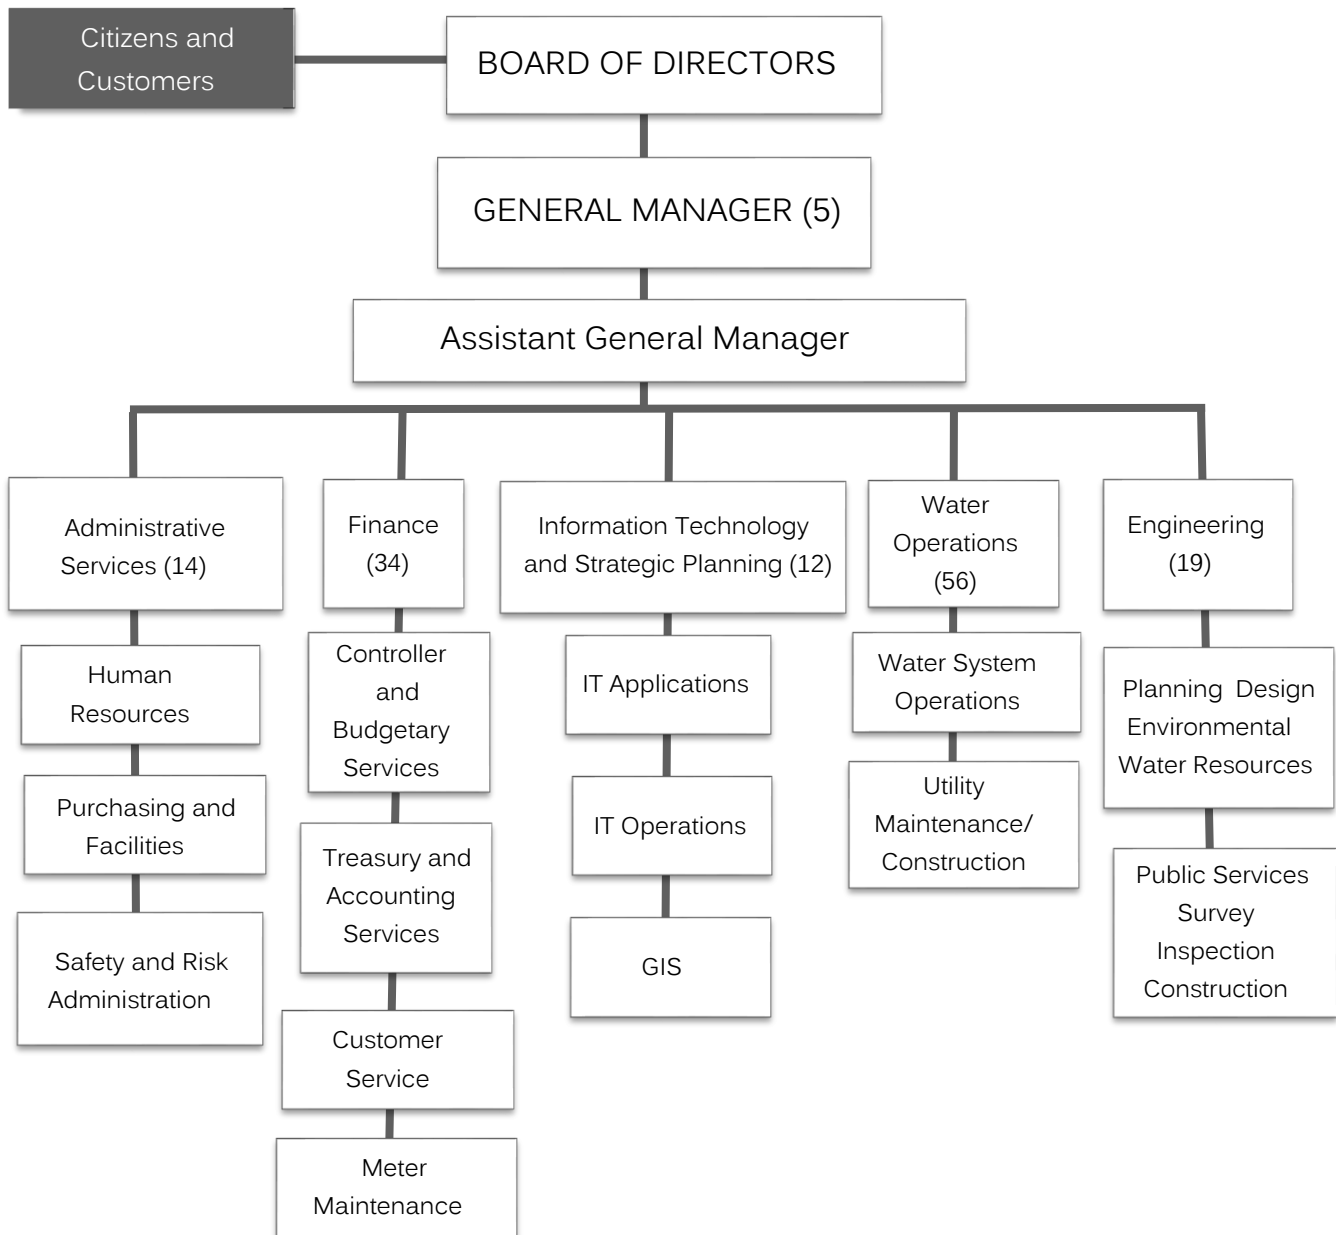 Citizens and
Customers
BOARD OF DIRECTORS
GENERAL MANAGER (5)
Assistant General Manager
Administrative
Services (14)
Human
Resources
Purchasing and
Facilities
Safety and Risk
Administration
Finance
(34)
Controller
and
Budgetary
Services
Treasury and
Accounting
Services
Customer
Service
Meter
Maintenance
Information Technology
and Strategic Planning (12)
IT Applications
IT Operations
GIS
Water
Operations
(56)
Water System
Operations
Utility
Maintenance/
Construction
Engineering
(19)
Planning Design
Environmental
Water Resources
Public Services
Survey
Inspection
Construction